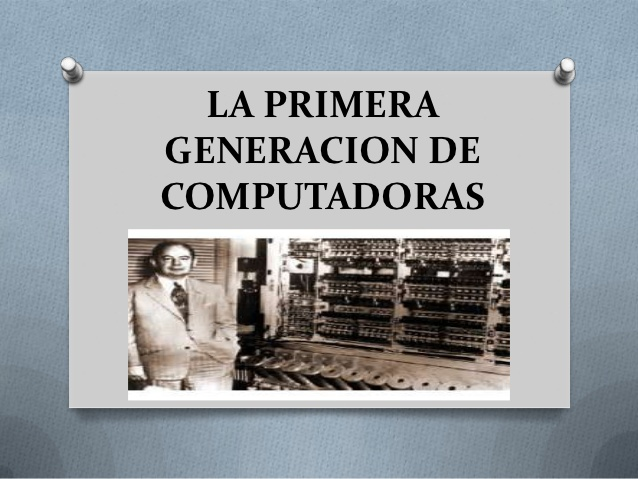 LA PRIMERA
GENERACION DE
COMPUTADORAS